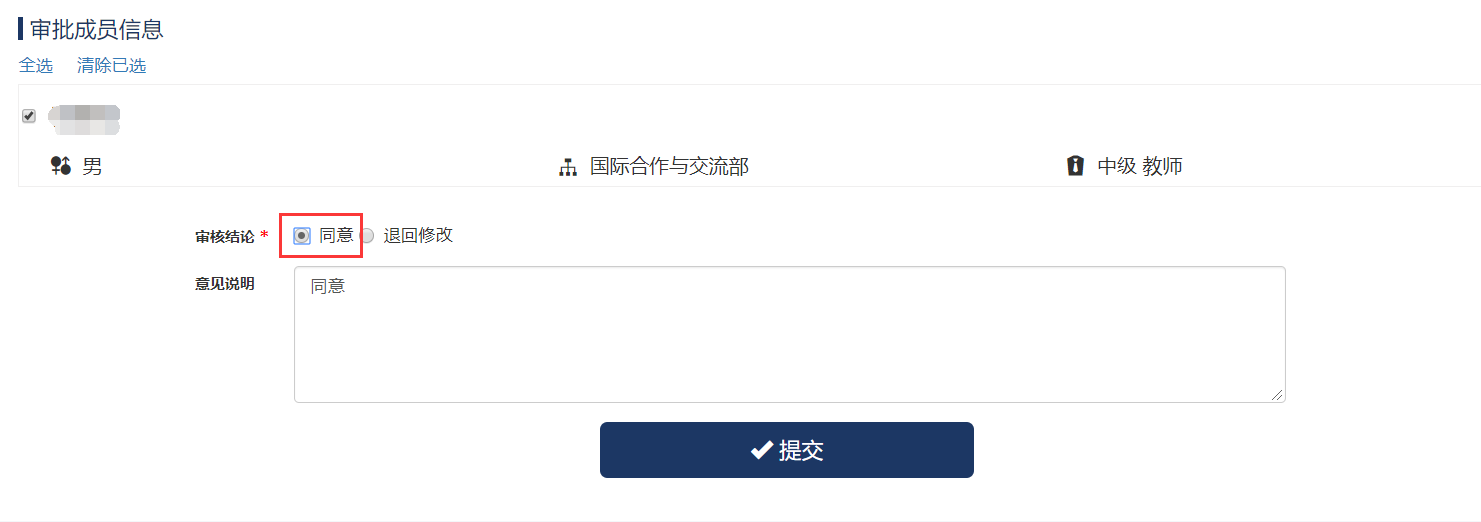 审批成员信息
全选 清除已选
男 国际合作与交流部 中级 教师
审核结论 * 同意 退回修改
意见说明 同意
提交